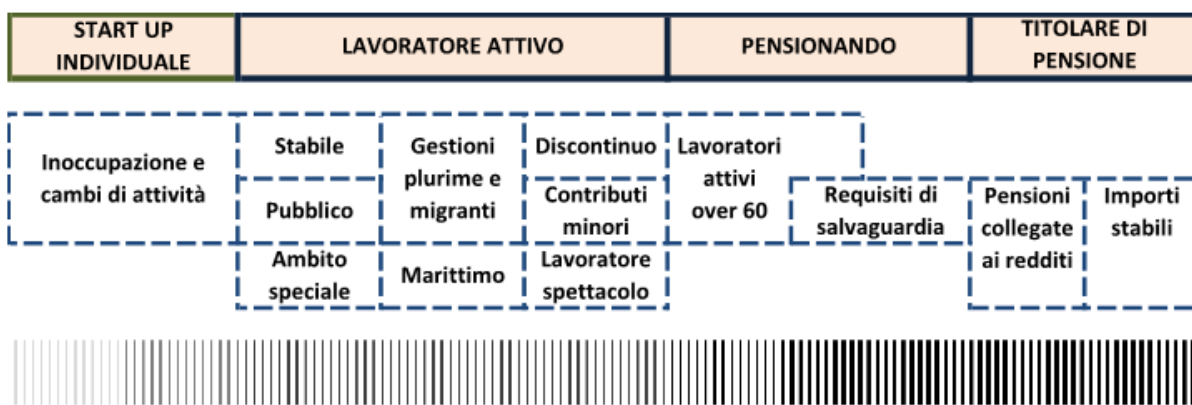 START UP
INDIVIDUALE
LAVORATORE ATTIVO
PENSIONANDO
TITOLARE DI
PENSIONE
Inoccupazione e
cambi di attività
Stabile
Pubblico
Ambito
speciale
Gestioni
plurime e
migranti
Marittimo
Discontinuo
Contributi
minori
Lavoratore
spettacolo
Lavoratori
attivi
over 60
Requisiti di
salvaguardia
Pensioni
collegate
ai redditi
Importi
stabili